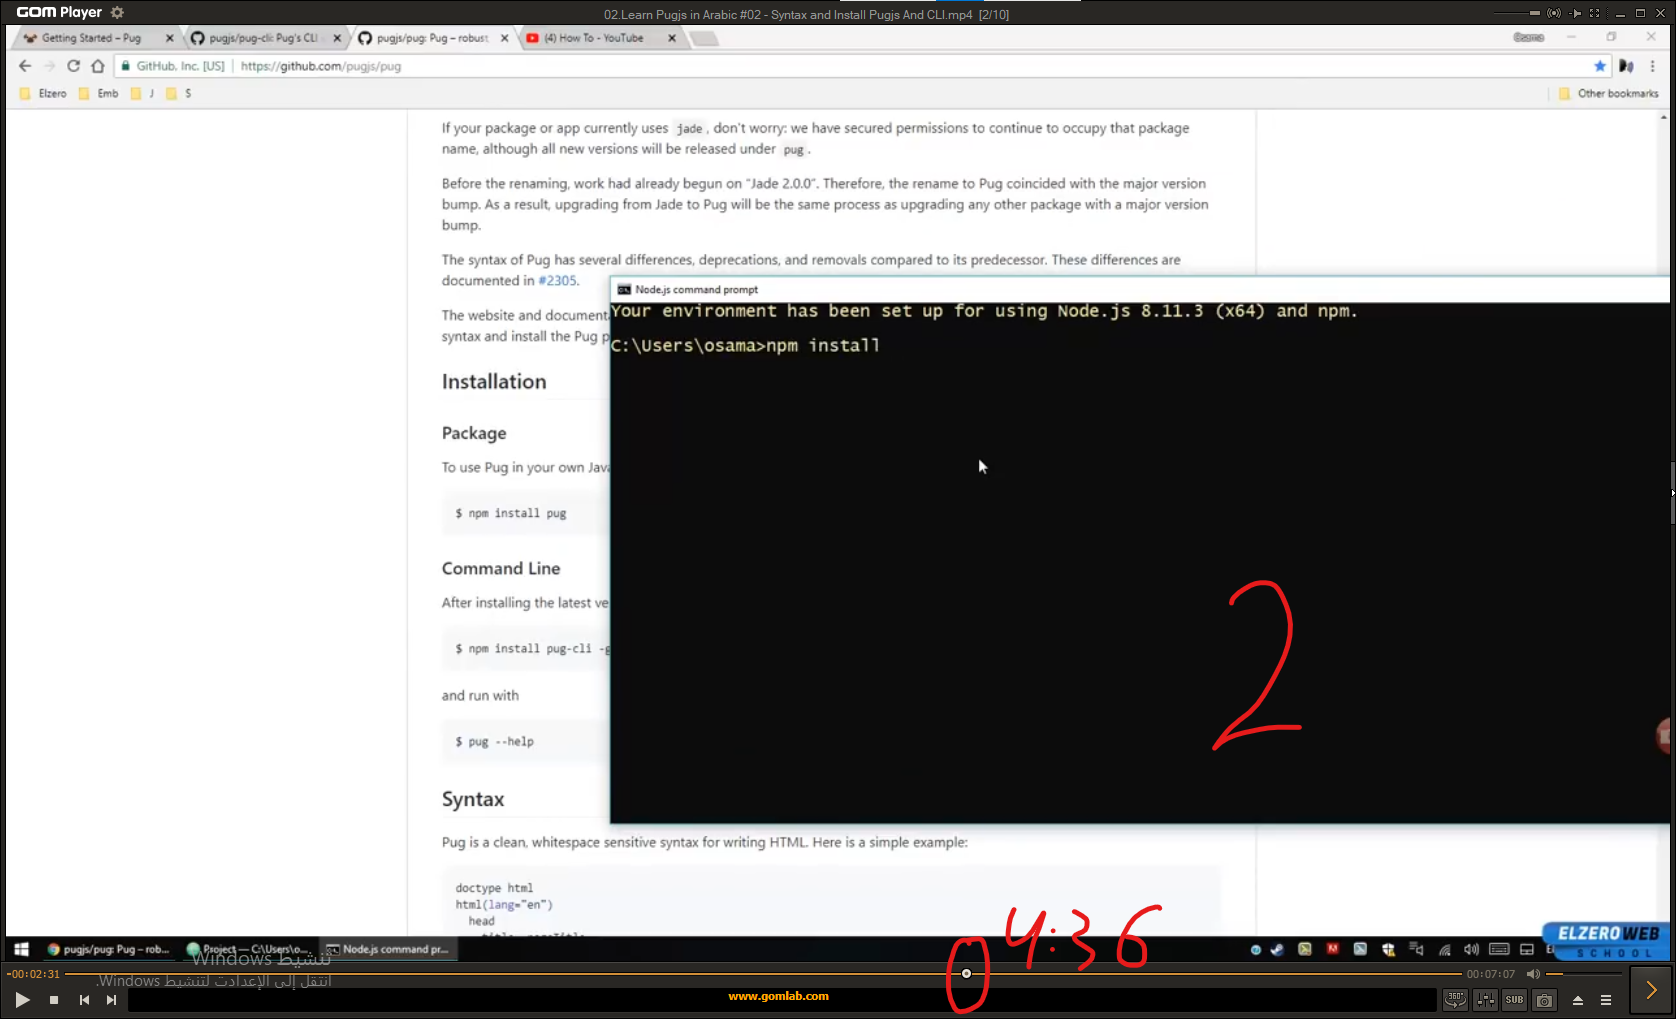 GOM Player
02.Learn Pugjs in Arabic #02 - Syntax and Install Pugjs And CLI.mp4 [2/10]
Getting Started – Pug
pugjs/pug-cli: Pug's CLI
pugjs/pug: Pug – robust
(4) How To - YouTube
GitHub, Inc. [US] | https://github.com/pugjs/pug
Elzero
Emb
J
S
Other bookmarks
If your package or app currently uses jade, don't worry: we have secured permissions to continue to occupy that package
name, although all new versions will be released under pug.
Before the renaming, work had already begun on "Jade 2.0.0". Therefore, the rename to Pug coincided with the major version
bump. As a result, upgrading from Jade to Pug will be the same process as upgrading any other package with a major version
bump.
The syntax of Pug has several differences, deprecations, and removals compared to its predecessor. These differences are
documented in #2305.
The website and documenta
syntax and install the Pug p
Node.js command prompt
Your environment has been set up for using Node.js 8.11.3 (x64) and npm.
C:\Users\osama>npm install
Installation
Package
To use Pug in your own Java
$ npm install pug
Command Line
After installing the latest ve
$ npm install pug-cli -g
and run with
$ pug --help
2
Syntax
Pug is a clean, whitespace sensitive syntax for writing HTML. Here is a simple example:
doctype html
html(lang="en")
head
4:36
ELZEROWEB
SCHOOL
pugjs/pug: Pug – rob...
Project — C:\Users\o...
Node.js command pr...
تنشيط Windows
انتقل إلى الإعدادت لتنشيط Windows.
-00:02:31
00:07:07
www.gomlab.com
360°
SUB